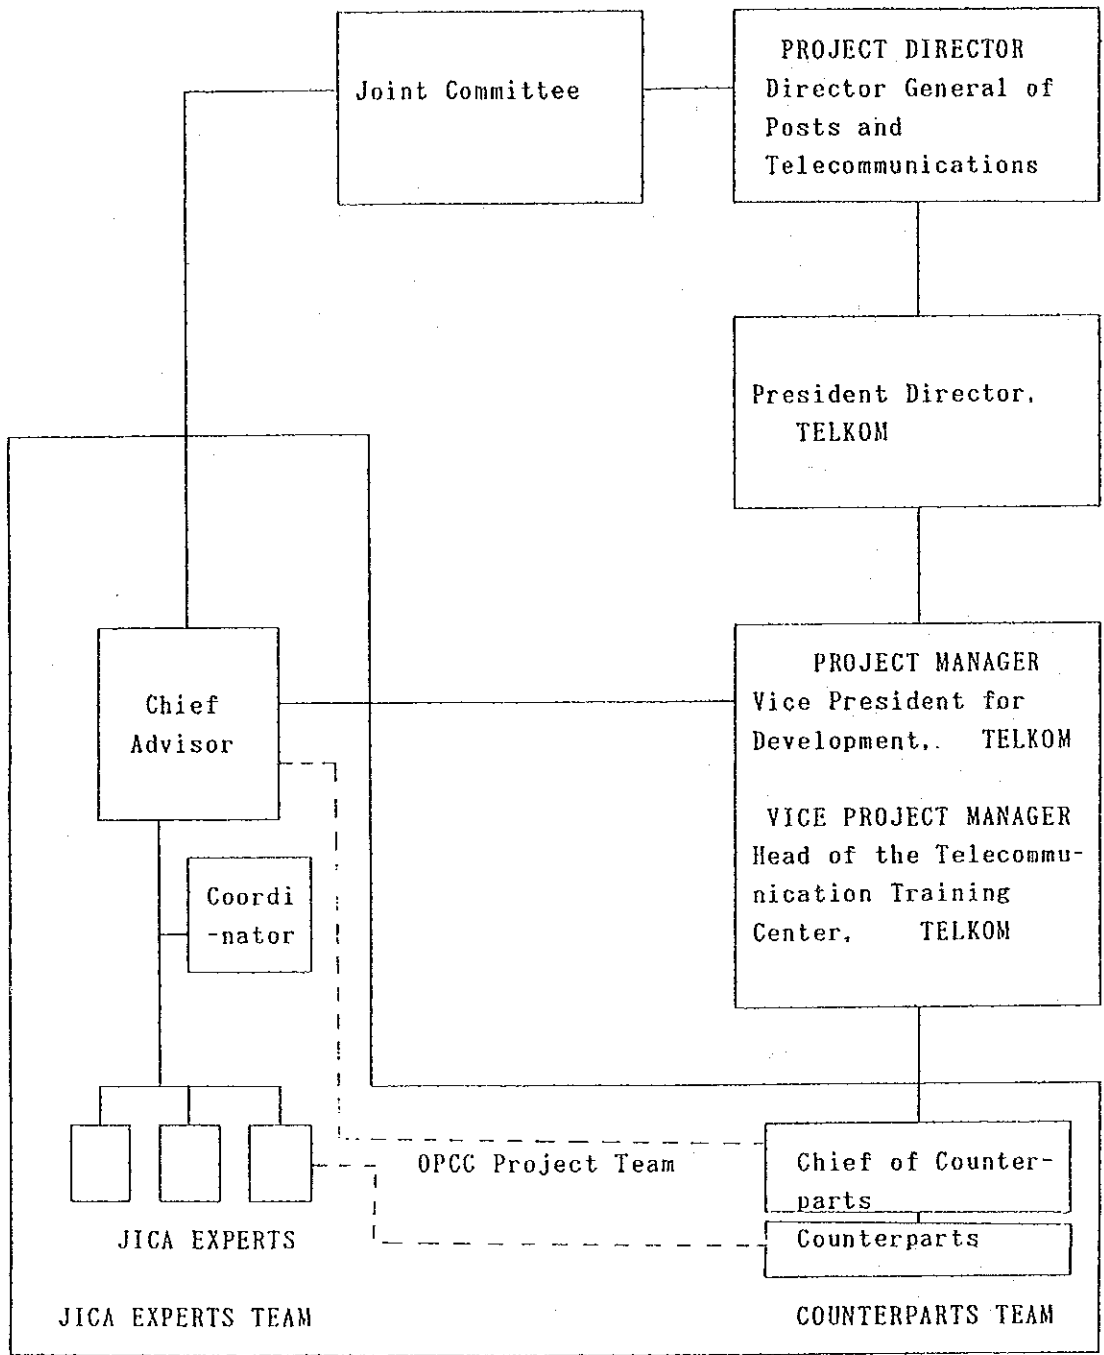 Joint Committee
PROJECT DIRECTOR
Director General of
Posts and
Telecommunications
President Director,
TELKOM
Chief
Advisor
PROJECT MANAGER
Vice President for
Development,. TELKOM
VICE PROJECT MANAGER
Head of the Telecommu-
nication Training
Center, TELKOM
Coordi
-nator
OPCC Project Team
Chief of Counter-
parts
Counterparts
JICA EXPERTS
JICA EXPERTS TEAM
COUNTERPARTS TEAM